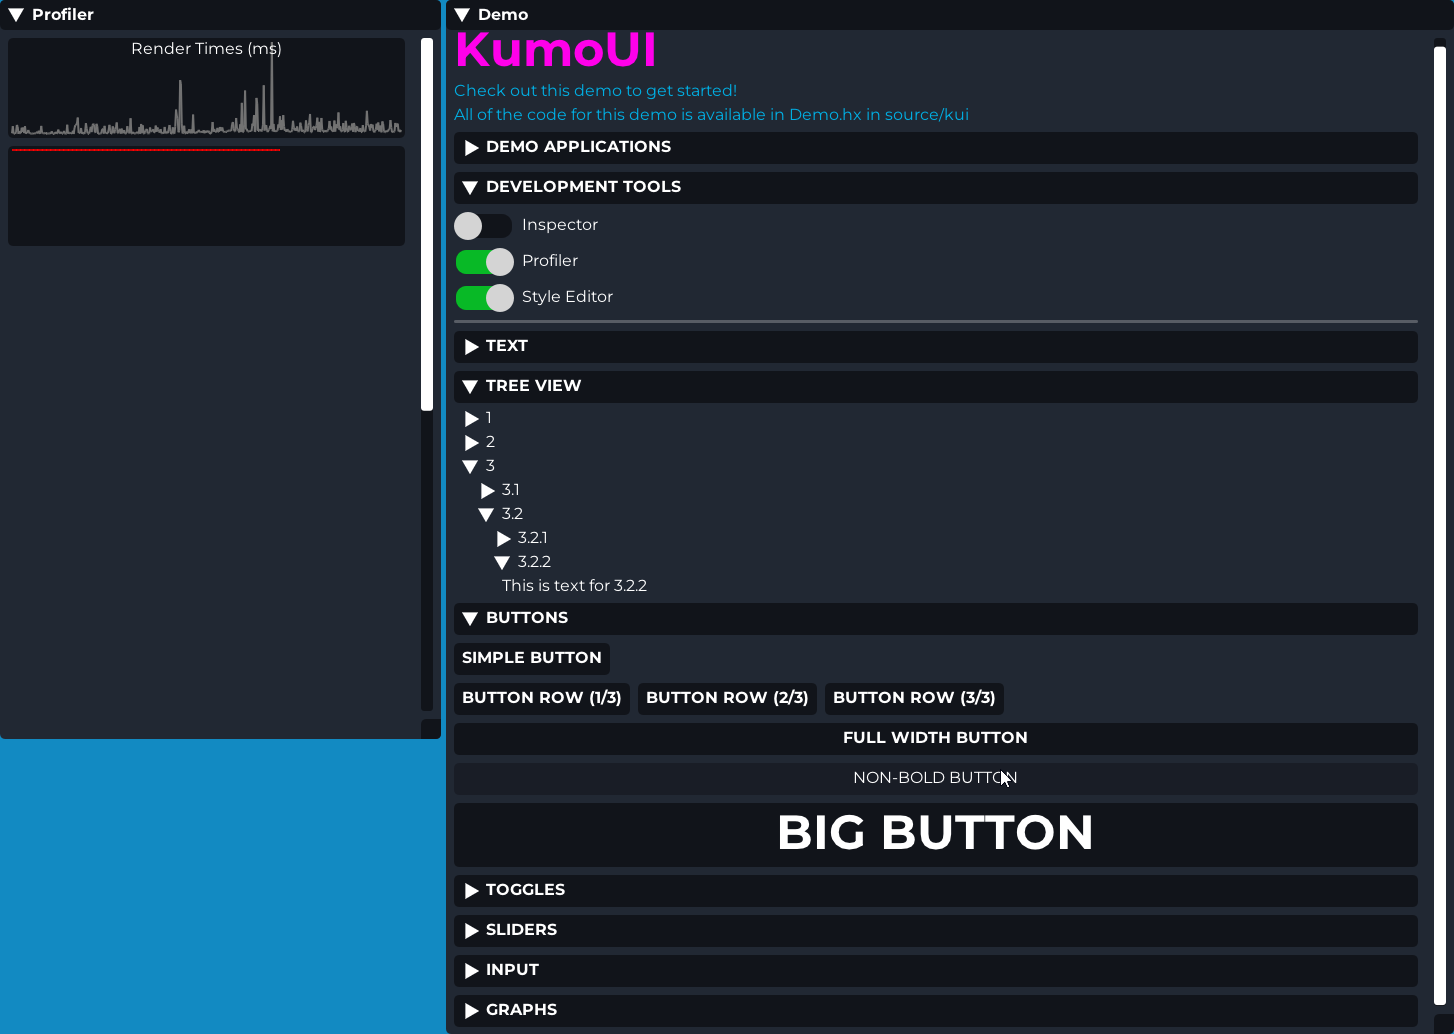 Profiler
Render Times (ms)
Demo
KumoUI
Check out this demo to get started!
All of the code for this demo is available in Demo.hx in source/kui
DEMO APPLICATIONS
DEVELOPMENT TOOLS
Inspector
Profiler
Style Editor
TEXT
TREE VIEW
1
2
3
3.1
3.2
3.2.1
3.2.2
This is text for 3.2.2
BUTTONS
SIMPLE BUTTON
BUTTON ROW (1/3) BUTTON ROW (2/3) BUTTON ROW (3/3)
FULL WIDTH BUTTON
NON-BOLD BUTTON
BIG BUTTON
TOGGLES
SLIDERS
INPUT
GRAPHS